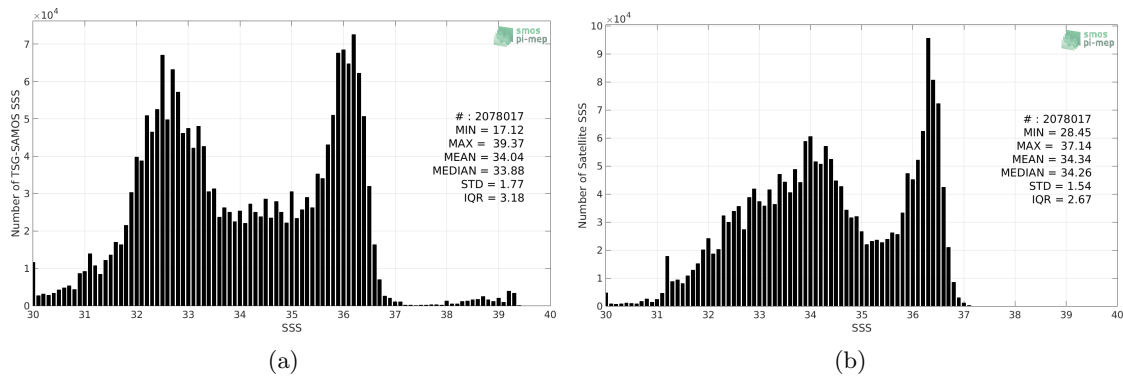 ×10⁴
7
6
5
4
3
2
1
0
Number of TSG-SAMOS SSS
30 31 32 33 34 35 36 37 38 39 40
SSS
smos
pi-mep
# : 2078017
MIN = 17.12
MAX = 39.37
MEAN = 34.04
MEDIAN = 33.88
STD = 1.77
IQR = 3.18
(a)
×10⁴
10
9
8
7
6
5
4
3
2
1
0
Number of Satellite SSS
30 31 32 33 34 35 36 37 38 39 40
SSS
smos
pi-mep
# : 2078017
MIN = 28.45
MAX = 37.14
MEAN = 34.34
MEDIAN = 34.26
STD = 1.54
IQR = 2.67
(b)